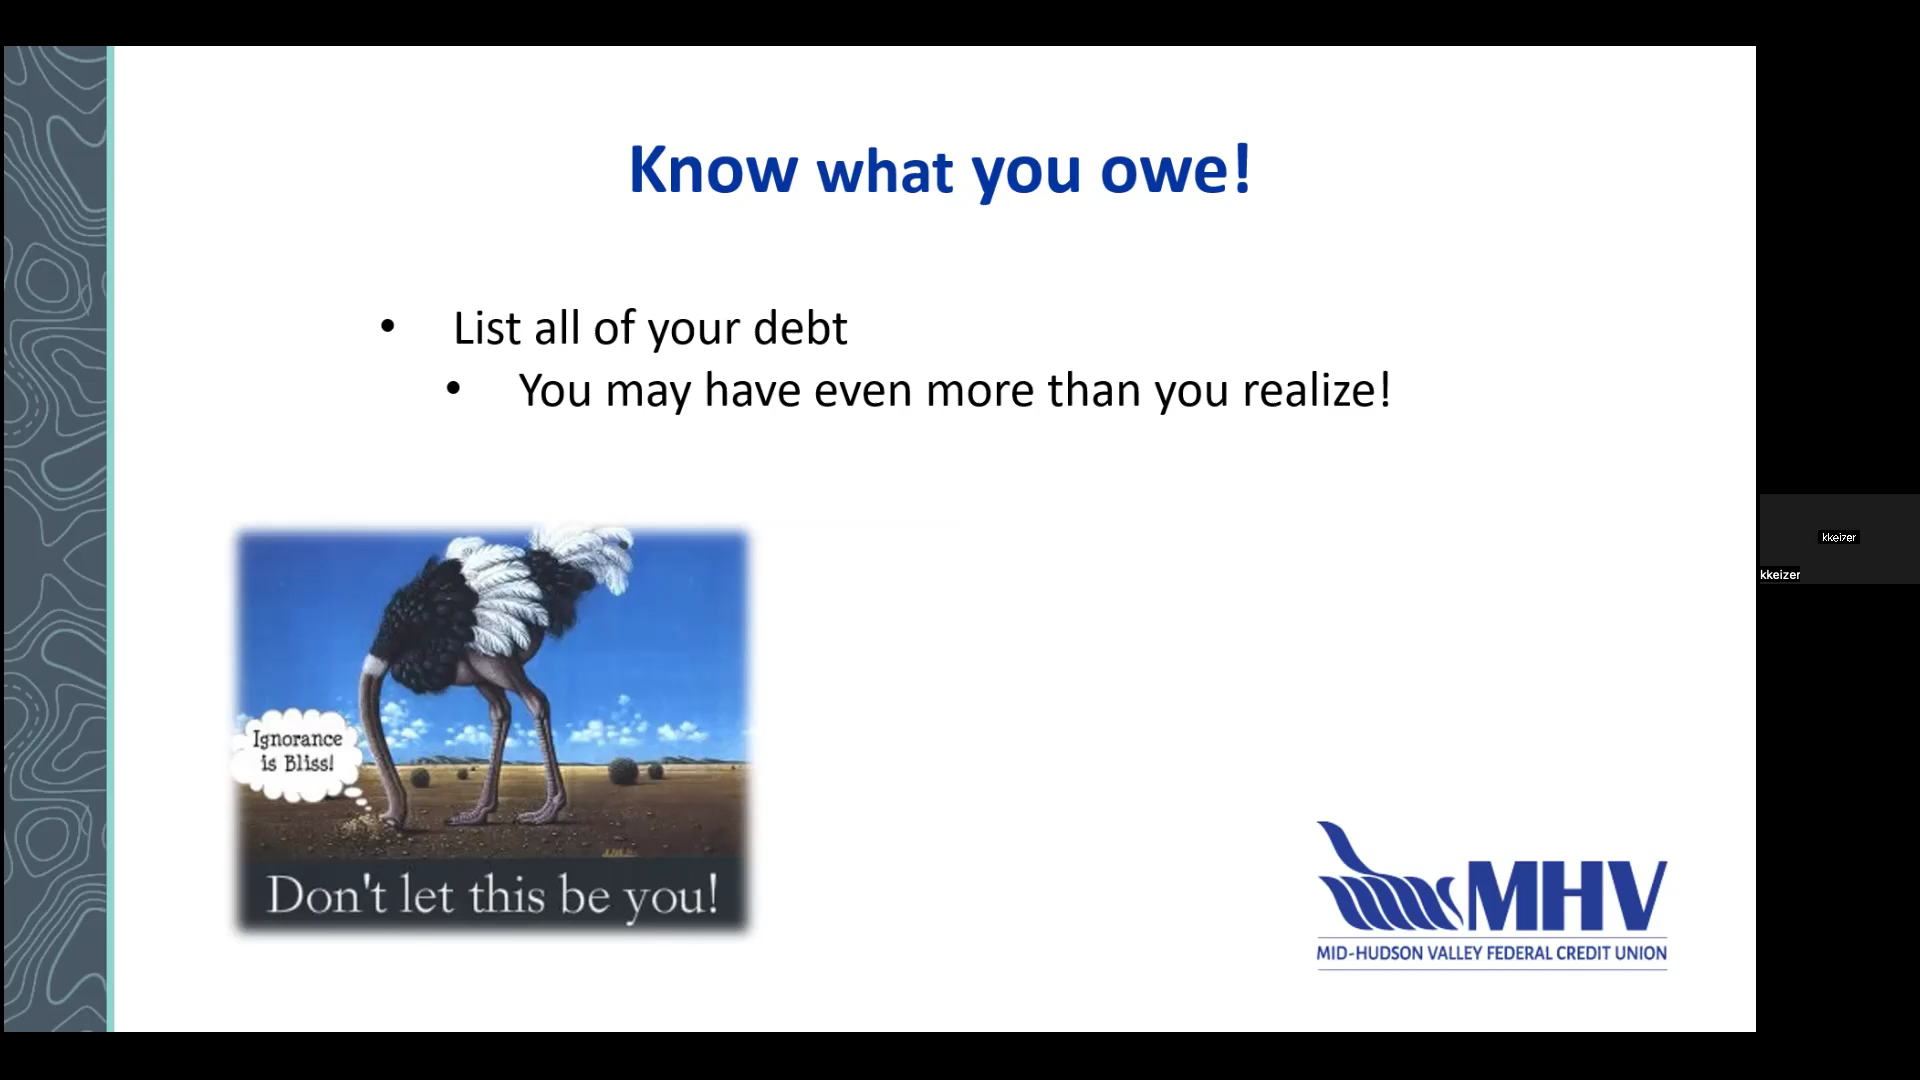 Know what you owe!
• List all of your debt
• You may have even more than you realize!
Ignorance
is Bliss!
Don't let this be you!
MHV
MID-HUDSON VALLEY FEDERAL CREDIT UNION
kkeizer
kkeizer